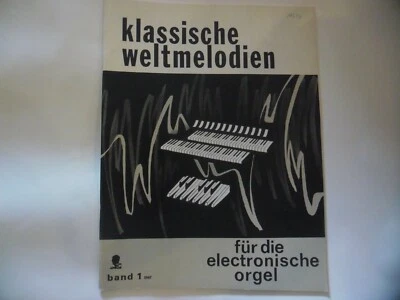 klassische
weltmelodien
für die
electronische
orgel
band 1